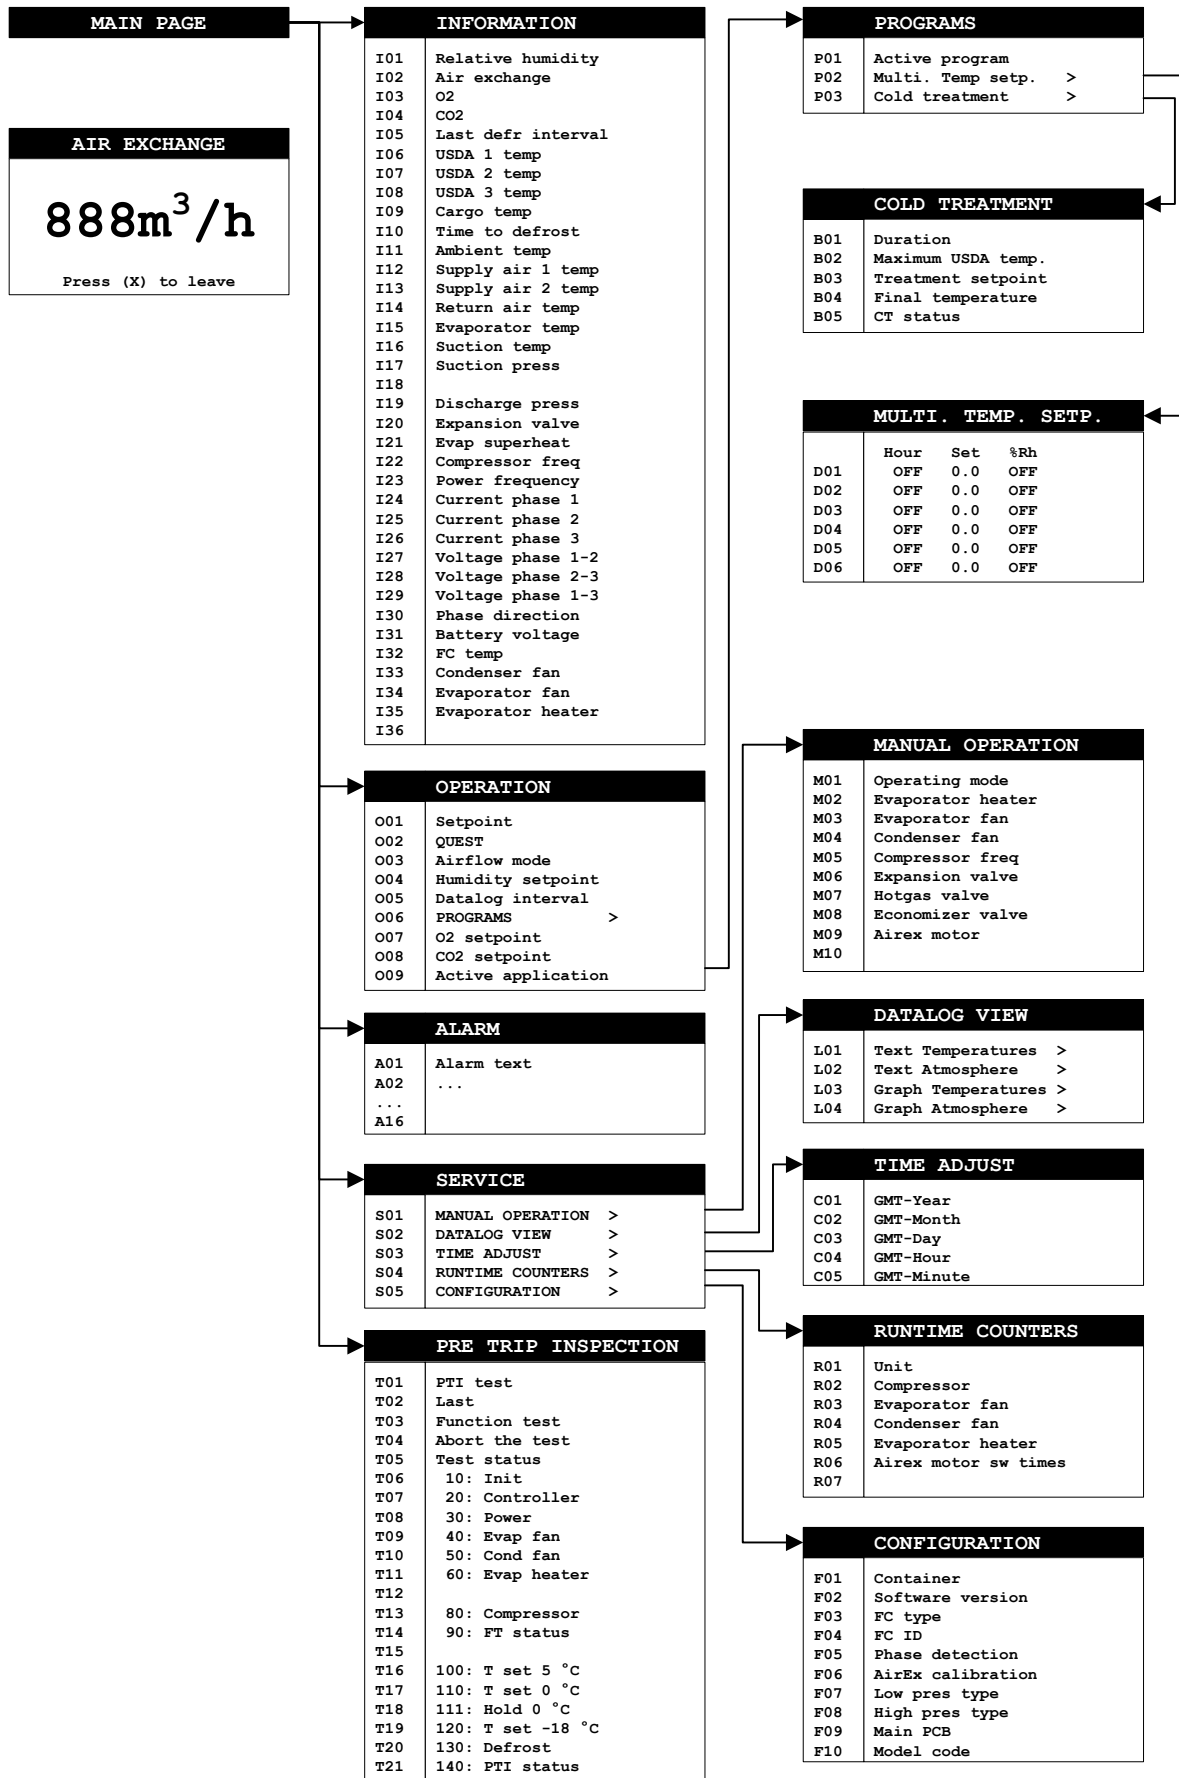 MAIN PAGE
AIR EXCHANGE
888m³/h
Press (X) to leave
INFORMATION
I01 Relative humidity
I02 Air exchange
I03 O2
I04 CO2
I05 Last defr interval
I06 USDA 1 temp
I07 USDA 2 temp
I08 USDA 3 temp
I09 Cargo temp
I10 Time to defrost
I11 Ambient temp
I12 Supply air 1 temp
I13 Supply air 2 temp
I14 Return air temp
I15 Evaporator temp
I16 Suction temp
I17 Suction press
I18
I19 Discharge press
I20 Expansion valve
I21 Evap superheat
I22 Compressor freq
I23 Power frequency
I24 Current phase 1
I25 Current phase 2
I26 Current phase 3
I27 Voltage phase 1-2
I28 Voltage phase 2-3
I29 Voltage phase 1-3
I30 Phase direction
I31 Battery voltage
I32 FC temp
I33 Condenser fan
I34 Evaporator fan
I35 Evaporator heater
I36
OPERATION
O01 Setpoint
O02 QUEST
O03 Airflow mode
O04 Humidity setpoint
O05 Datalog interval
O06 PROGRAMS >
O07 O2 setpoint
O08 CO2 setpoint
O09 Active application
ALARM
A01 Alarm text
A02 ...
...
A16
SERVICE
S01 MANUAL OPERATION >
S02 DATALOG VIEW >
S03 TIME ADJUST >
S04 RUNTIME COUNTERS >
S05 CONFIGURATION >
PRE TRIP INSPECTION
T01 PTI test
T02 Last
T03 Function test
T04 Abort the test
T05 Test status
T06 10: Init
T07 20: Controller
T08 30: Power
T09 40: Evap fan
T10 50: Cond fan
T11 60: Evap heater
T12
T13 80: Compressor
T14 90: FT status
T15
T16 100: T set 5 °C
T17 110: T set 0 °C
T18 111: Hold 0 °C
T19 120: T set -18 °C
T20 130: Defrost
T21 140: PTI status
PROGRAMS
P01 Active program
P02 Multi. Temp setp. >
P03 Cold treatment >
COLD TREATMENT
B01 Duration
B02 Maximum USDA temp.
B03 Treatment setpoint
B04 Final temperature
B05 CT status
MULTI. TEMP. SETP.
Hour Set %Rh
D01 OFF 0.0 OFF
D02 OFF 0.0 OFF
D03 OFF 0.0 OFF
D04 OFF 0.0 OFF
D05 OFF 0.0 OFF
D06 OFF 0.0 OFF
MANUAL OPERATION
M01 Operating mode
M02 Evaporator heater
M03 Evaporator fan
M04 Condenser fan
M05 Compressor freq
M06 Expansion valve
M07 Hotgas valve
M08 Economizer valve
M09 Airex motor
M10
DATALOG VIEW
L01 Text Temperatures >
L02 Text Atmosphere >
L03 Graph Temperatures >
L04 Graph Atmosphere >
TIME ADJUST
C01 GMT-Year
C02 GMT-Month
C03 GMT-Day
C04 GMT-Hour
C05 GMT-Minute
RUNTIME COUNTERS
R01 Unit
R02 Compressor
R03 Evaporator fan
R04 Condenser fan
R05 Evaporator heater
R06 Airex motor sw times
R07
CONFIGURATION
F01 Container
F02 Software version
F03 FC type
F04 FC ID
F05 Phase detection
F06 AirEx calibration
F07 Low pres type
F08 High pres type
F09 Main PCB
F10 Model code